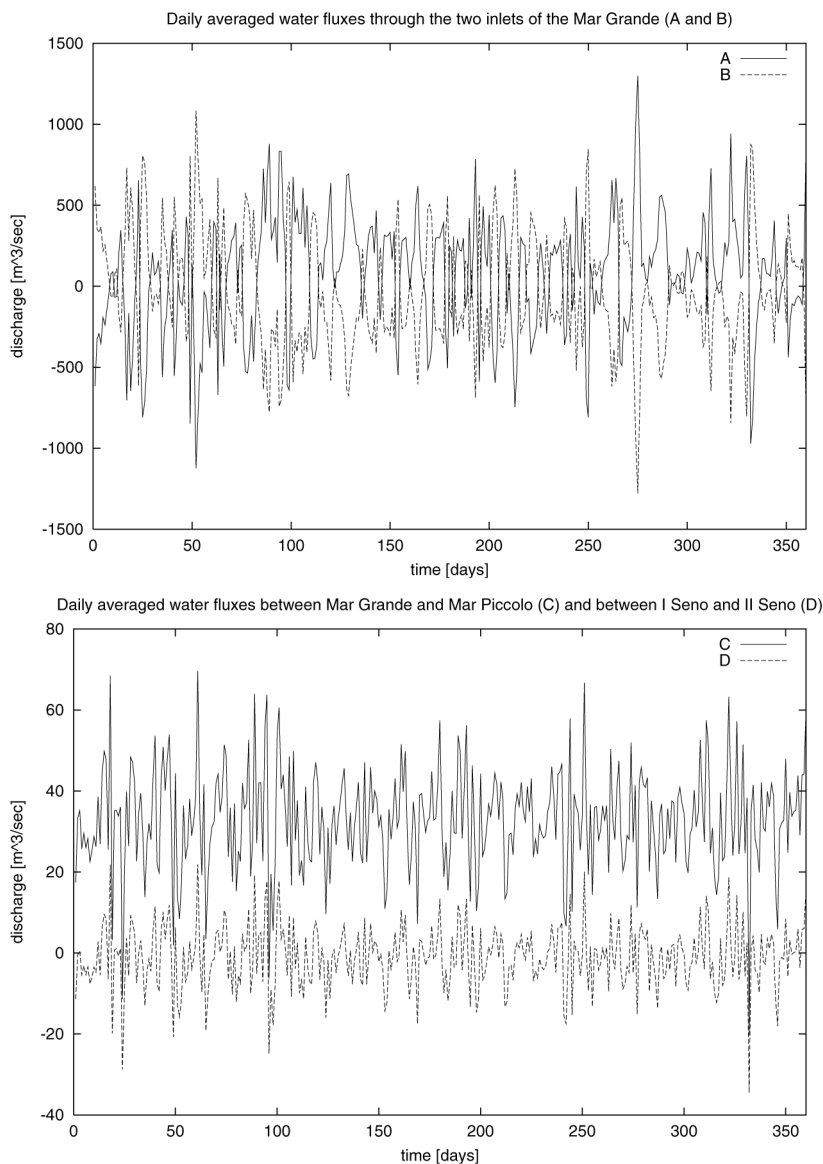 Daily averaged water fluxes through the two inlets of the Mar Grande (A and B)
1500
1000
500
0
-500
-1000
-1500
discharge [m^3/sec]
A
B
0 50 100 150 200 250 300 350
time [days]
Daily averaged water fluxes between Mar Grande and Mar Piccolo (C) and between I Seno and II Seno (D)
80
60
40
20
0
-20
-40
discharge [m^3/sec]
C
D
0 50 100 150 200 250 300 350
time [days]